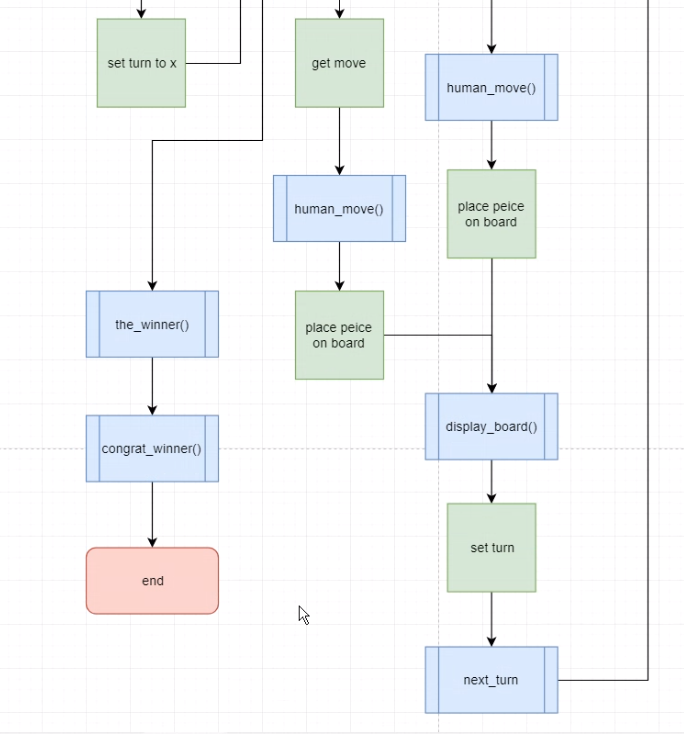 set turn to x
get move
human_move()
human_move()
place peice
on board
the_winner()
place peice
on board
congrat_winner()
display_board()
end
set turn
next_turn